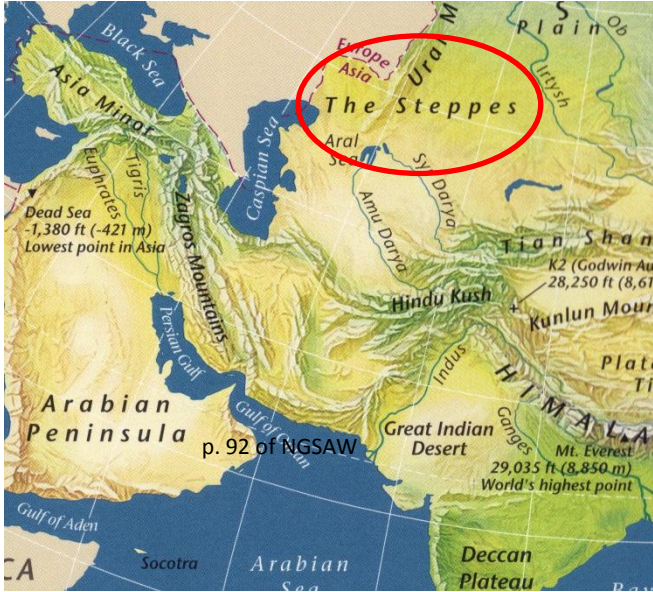 Black Sea
Europe
Asia
Ural M
S
Plain
Ob
Irtysh
Asia Minor
The Steppes
Caspian Sea
Aral
Sea
Syr Darya
Amu Darya
Euphrates
Tigris
Dead Sea
-1,380 ft (-421 m)
Lowest point in Asia
Zagros Mountains
Tian Shan
K2 (Godwin Au
28,250 ft (8,61
Hindu Kush
Kunlun Mour
Persian Gulf
Indus
Plat
Ti
HIMALA
Arabian
Peninsula
Gulf of Oman
p. 92 of NGSAW
Great Indian
Desert
Ganges
Mt. Everest
29,035 ft (8,850 m)
World's highest point
Gulf of Aden
CA
Socotra
Arabian
Sea
Deccan
Plateau
Bay